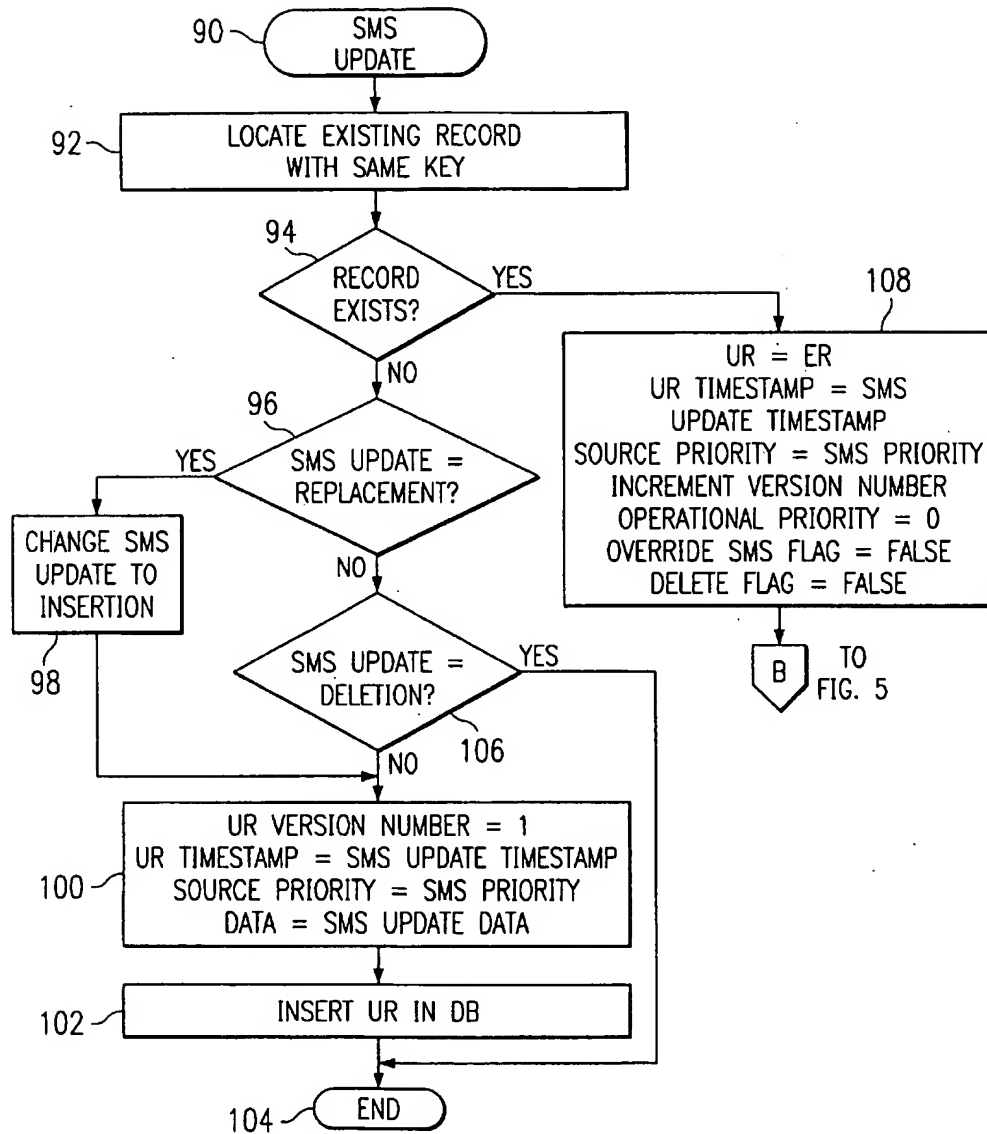 90
SMS
UPDATE
92
LOCATE EXISTING RECORD
WITH SAME KEY
94
RECORD
EXISTS?
YES
NO
108
UR = ER
UR TIMESTAMP = SMS
UPDATE TIMESTAMP
SOURCE PRIORITY = SMS PRIORITY
INCREMENT VERSION NUMBER
OPERATIONAL PRIORITY = 0
OVERRIDE SMS FLAG = FALSE
DELETE FLAG = FALSE
B
TO
FIG. 5
96
YES
SMS UPDATE =
REPLACEMENT?
NO
CHANGE SMS
UPDATE TO
INSERTION
98
SMS UPDATE =
DELETION?
YES
106
NO
100
UR VERSION NUMBER = 1
UR TIMESTAMP = SMS UPDATE TIMESTAMP
SOURCE PRIORITY = SMS PRIORITY
DATA = SMS UPDATE DATA
102
INSERT UR IN DB
104
END